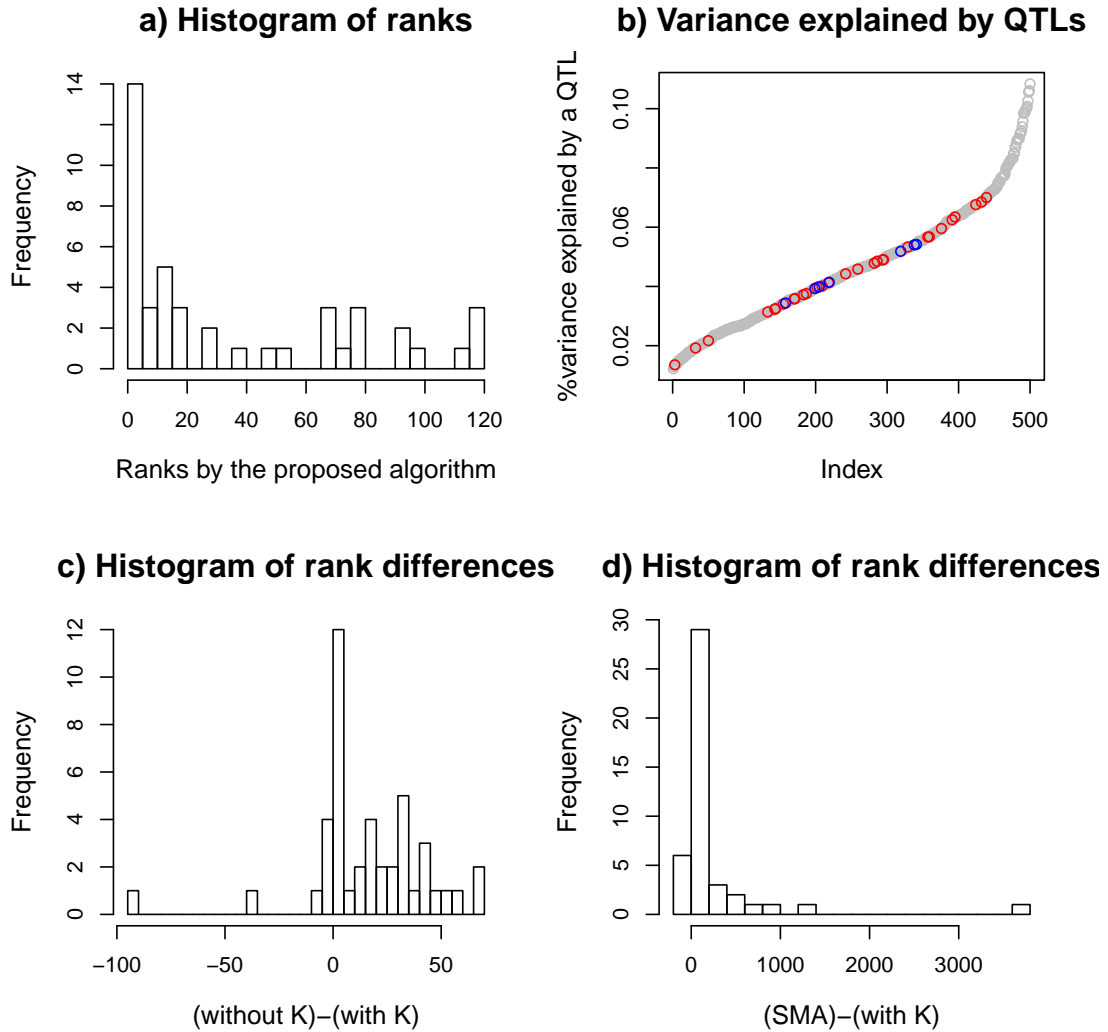 a) Histogram of ranks
Frequency
0 2 4 6 8 10 14
0 20 40 60 80 100 120
Ranks by the proposed algorithm
b) Variance explained by QTLs
%variance explained by a QTL
0.02 0.06 0.10
0 100 200 300 400 500
Index
c) Histogram of rank differences
Frequency
0 2 4 6 8 10 12
−100 −50 0 50
(without K)−(with K)
d) Histogram of rank differences
Frequency
0 5 10 15 20 25 30
0 1000 2000 3000
(SMA)−(with K)